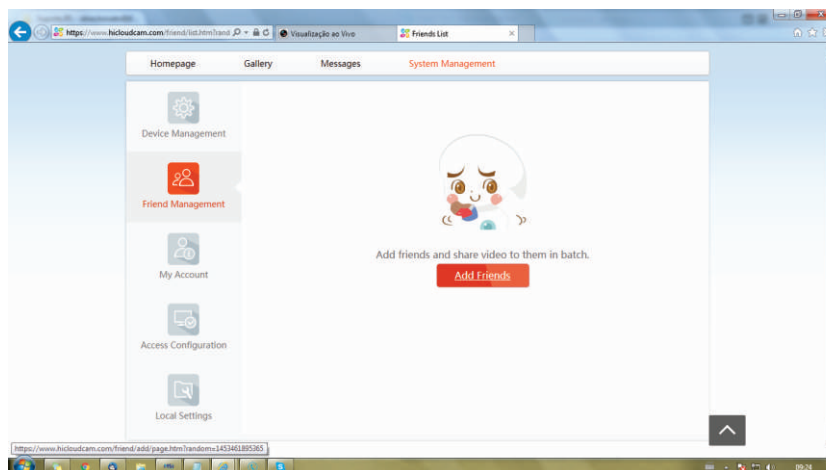 https://www.hicloudcam.com/friend/list.htm?rand
Visualização ao Vivo
Friends List
Homepage
Gallery
Messages
System Management
Device Management
Friend Management
My Account
Access Configuration
Local Settings
Add friends and share video to them in batch.
Add Friends
https://www.hicloudcam.com/friend/add/page.htm?random=1453461895365
09:24